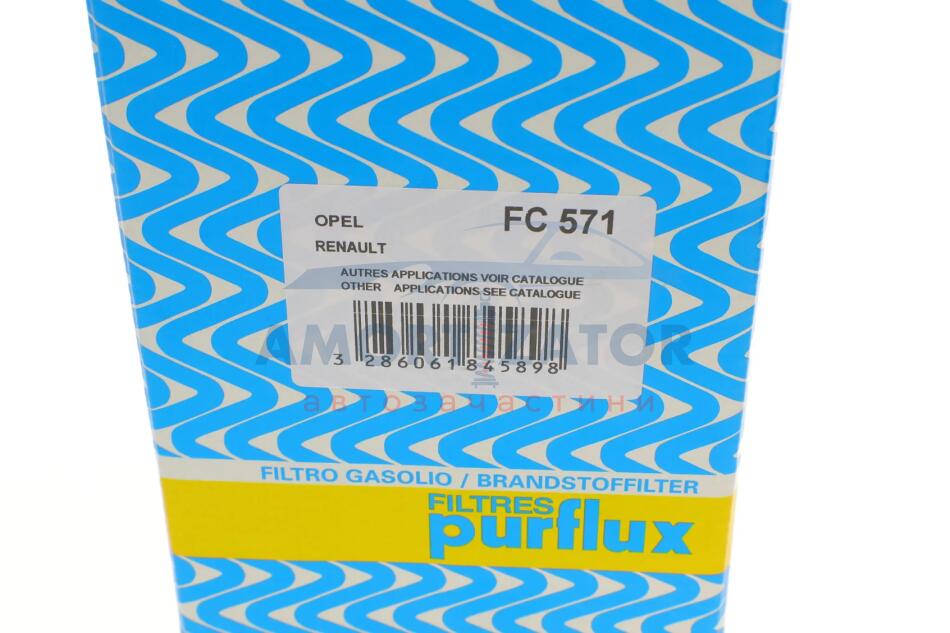 OPEL
FC 571
RENAULT
AUTRES APPLICATIONS VOIR CATALOGUE
OTHER APPLICATIONS SEE CATALOGUE
AMORTIZATOR
3 286061 845898
автозачастини
FILTRO GASOLIO / BRANDSTOFFILTER
FILTRES
purflux